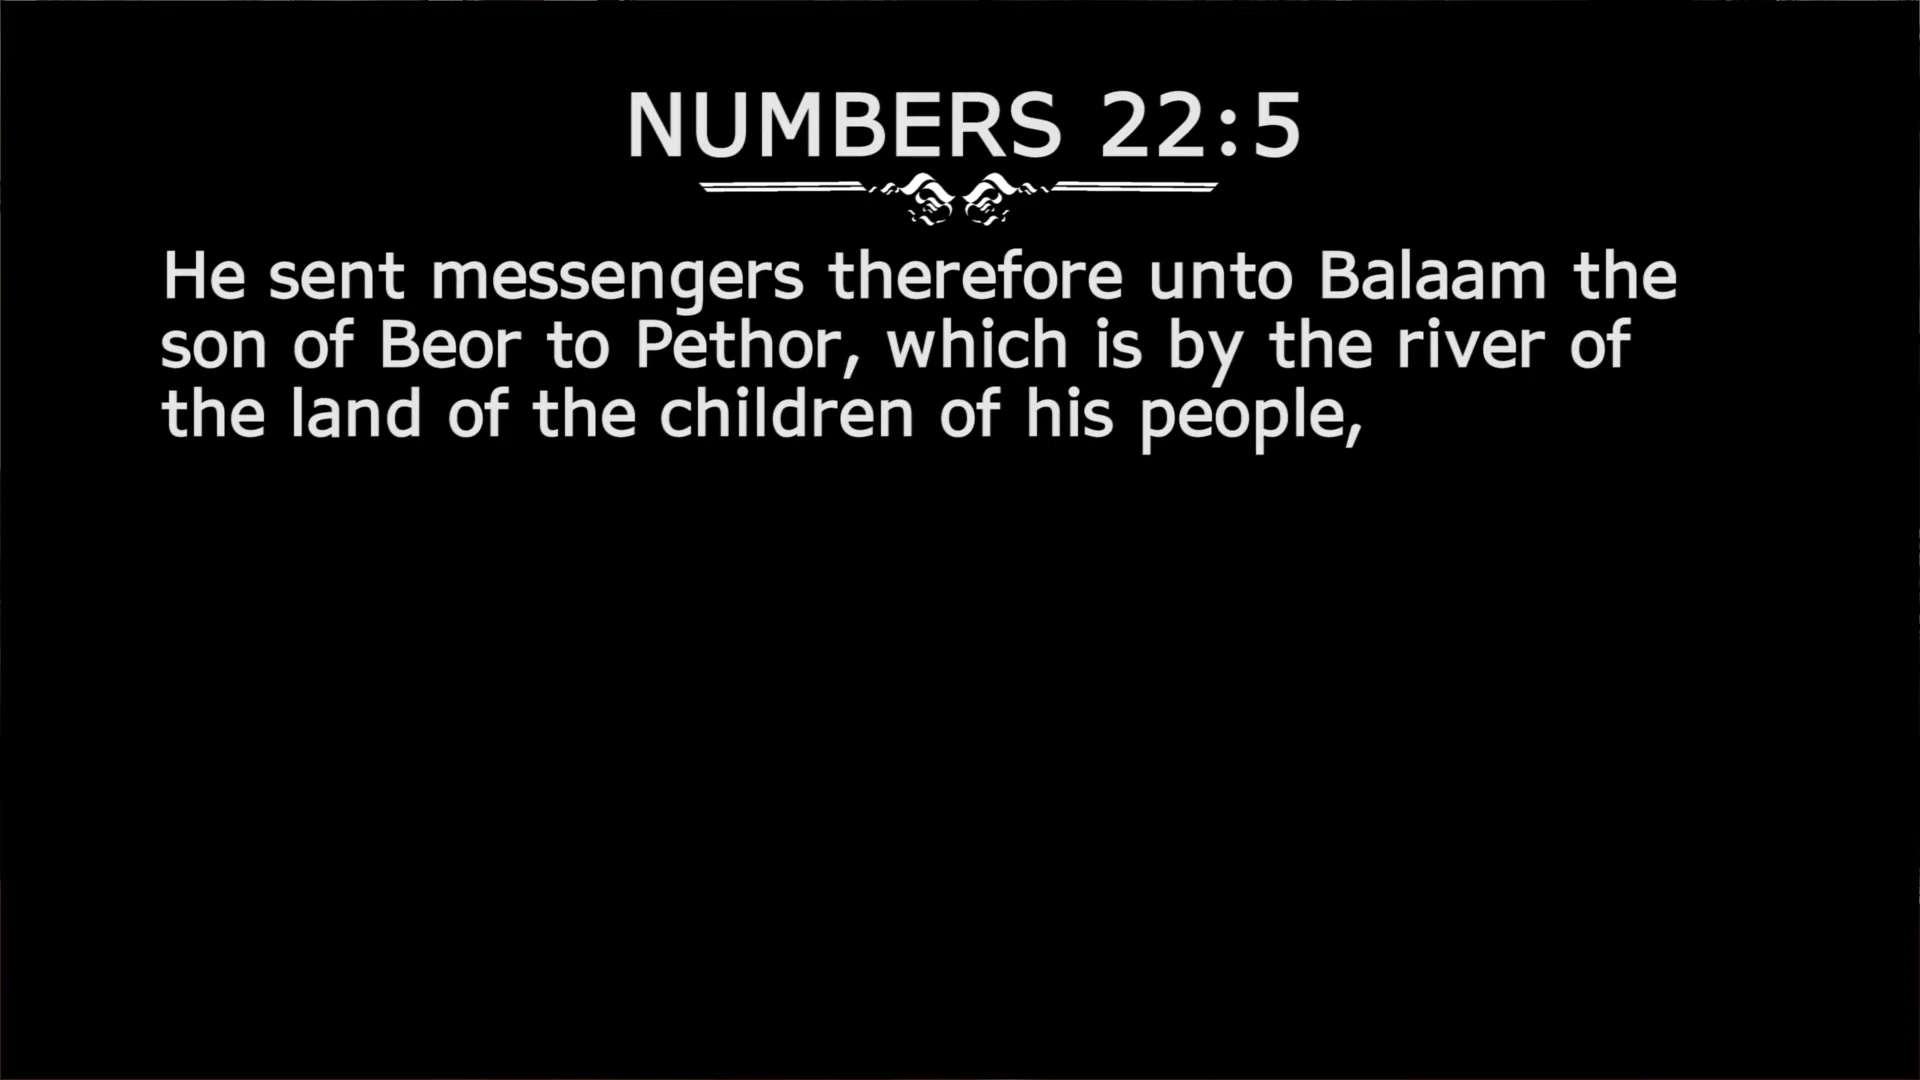 NUMBERS 22:5
He sent messengers therefore unto Balaam the
son of Beor to Pethor, which is by the river of
the land of the children of his people,